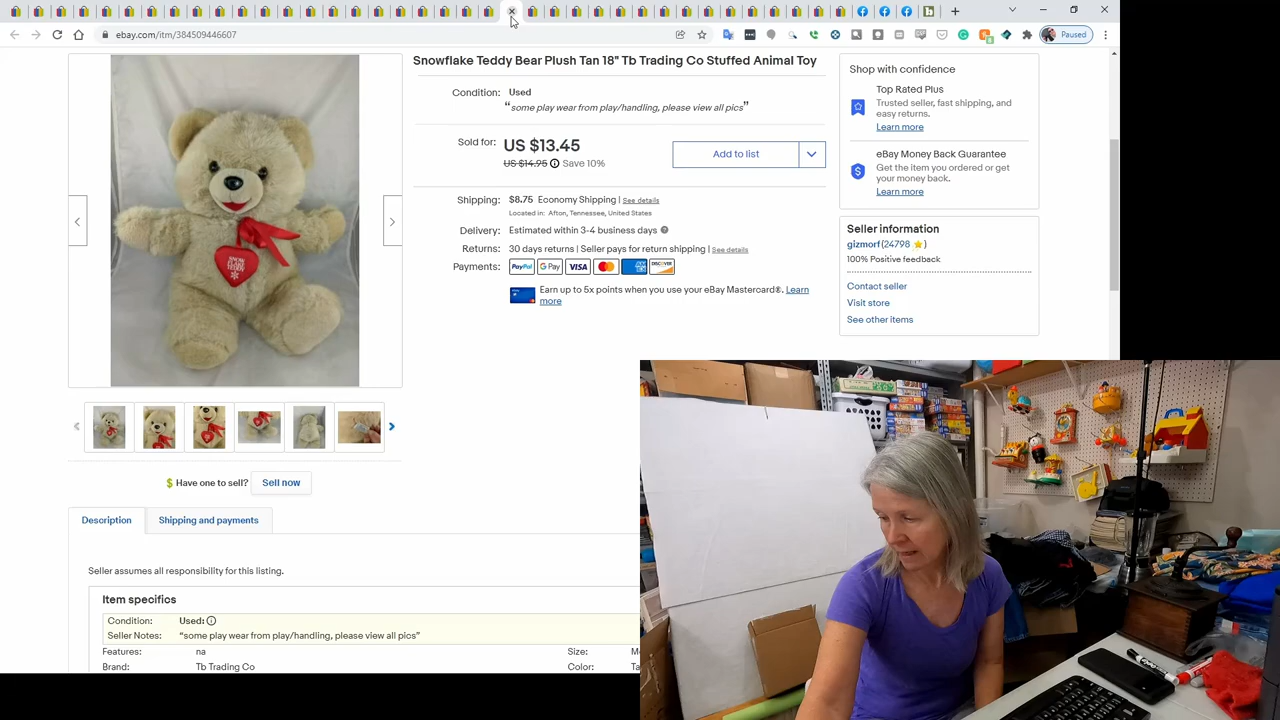 ebay.com/itm/384509446607
Paused
Snowflake Teddy Bear Plush Tan 18" Tb Trading Co Stuffed Animal Toy
Condition: Used
“some play wear from play/handling, please view all pics”
Sold for: US $13.45
US $14.95 Save 10%
Add to list
Shipping: $8.75 Economy Shipping | See details
Located in: Afton, Tennessee, United States
Delivery: Estimated within 3-4 business days
Returns: 30 days returns | Seller pays for return shipping | See details
Payments: PayPal G Pay VISA DISCOVER
Earn up to 5x points when you use your eBay Mastercard®. Learn
more
Shop with confidence
Top Rated Plus
Trusted seller, fast shipping, and
easy returns.
Learn more
eBay Money Back Guarantee
Get the item you ordered or get
your money back.
Learn more
Seller information
gizmorf (24798)
100% Positive feedback
Contact seller
Visit store
See other items
SNOW
FLAKE
TEDDY
$ Have one to sell? Sell now
Description
Shipping and payments
Seller assumes all responsibility for this listing.
Item specifics
Condition: Used:
Seller Notes: “some play wear from play/handling, please view all pics”
Features: na
Size:
Brand: Tb Trading Co
Color: